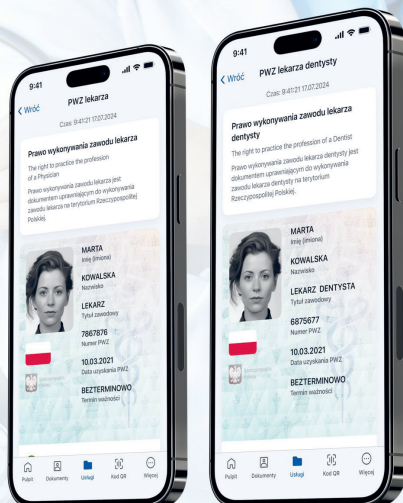 9:41
Wróć
PWZ lekarza
Czas: 9:41:21 17.07.2024
Prawo wykonywania zawodu lekarza
The right to practice the profession
of a Physician
Prawo wykonywania zawodu lekarza jest
dokumentem uprawniającym do wykonywania
zawodu lekarza na terytorium Rzeczypospolitej
Polskiej.
MARTA
Imię (imiona)
KOWALSKA
Nazwisko
LEKARZ
Tytuł zawodowy
7867876
Numer PWZ
10.03.2021
Data uzyskania PWZ
BEZTERMINOWO
Termin ważności
Pulpit
Dokumenty
Usługi
Kod QR
Więcej
9:41
Wróć
PWZ lekarza dentysty
Czas: 9:41:21 17.07.2024
Prawo wykonywania zawodu lekarza
dentysty
The right to practice the profession of a Dentist
Prawo wykonywania zawodu lekarza dentysty jest
dokumentem uprawniającym do wykonywania
zawodu lekarza dentysty na terytorium
Rzeczypospolitej Polskiej.
MARTA
Imię (imiona)
KOWALSKA
Nazwisko
LEKARZ DENTYSTA
Tytuł zawodowy
6875677
Numer PWZ
10.03.2021
Data uzyskania PWZ
BEZTERMINOWO
Termin ważności
Pulpit
Dokumenty
Usługi
Kod QR
Więcej